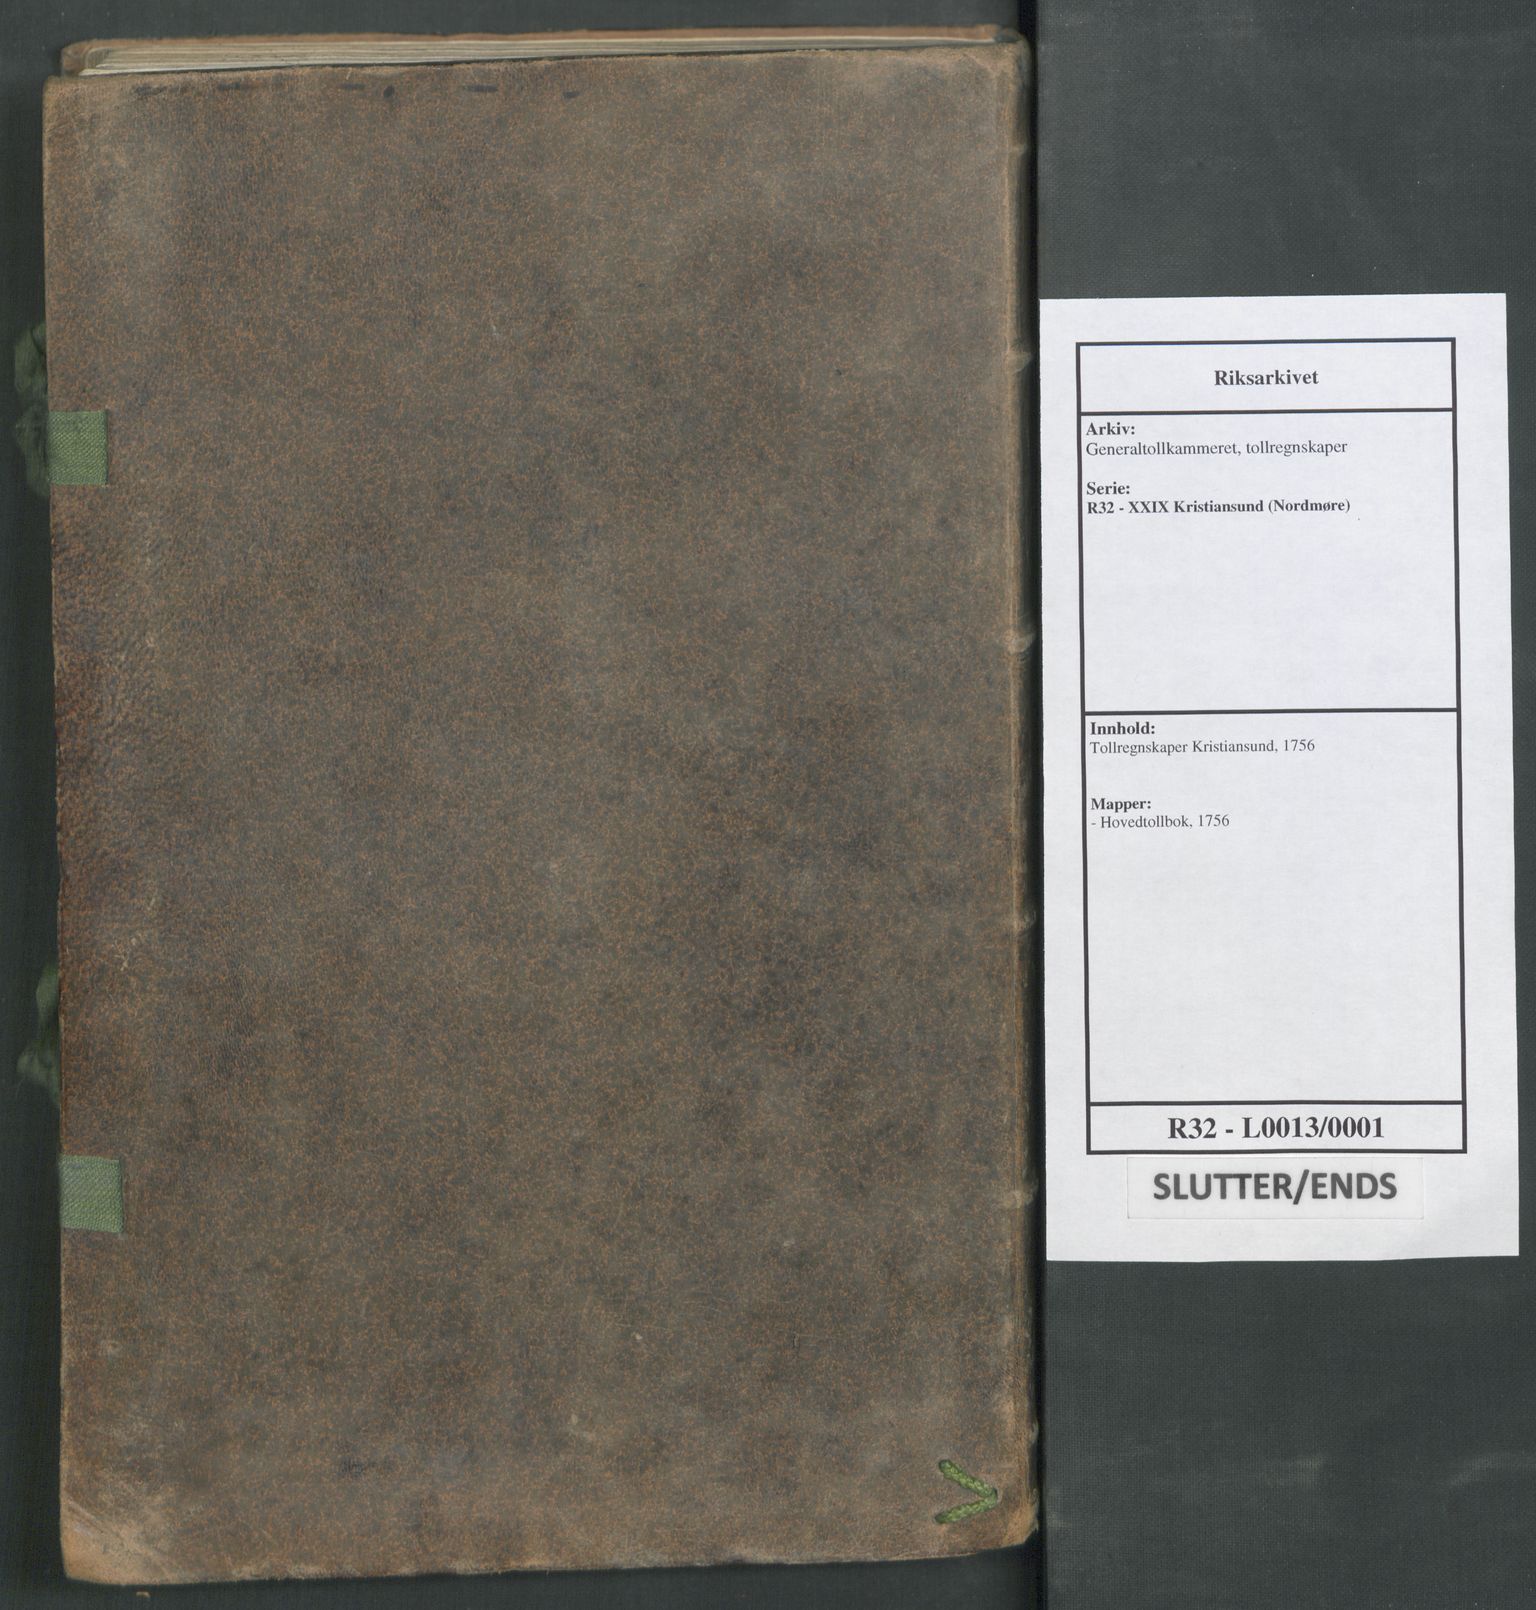 Riksarkivet
Arkiv:
Generaltollkammeret, tollregnskaper
Serie:
R32 - XXIX Kristiansund (Nordmøre)
Innhold:
Tollregnskaper Kristiansund, 1756
Mapper:
- Hovedtollbok, 1756
R32 - L0013/0001
SLUTTER/ENDS